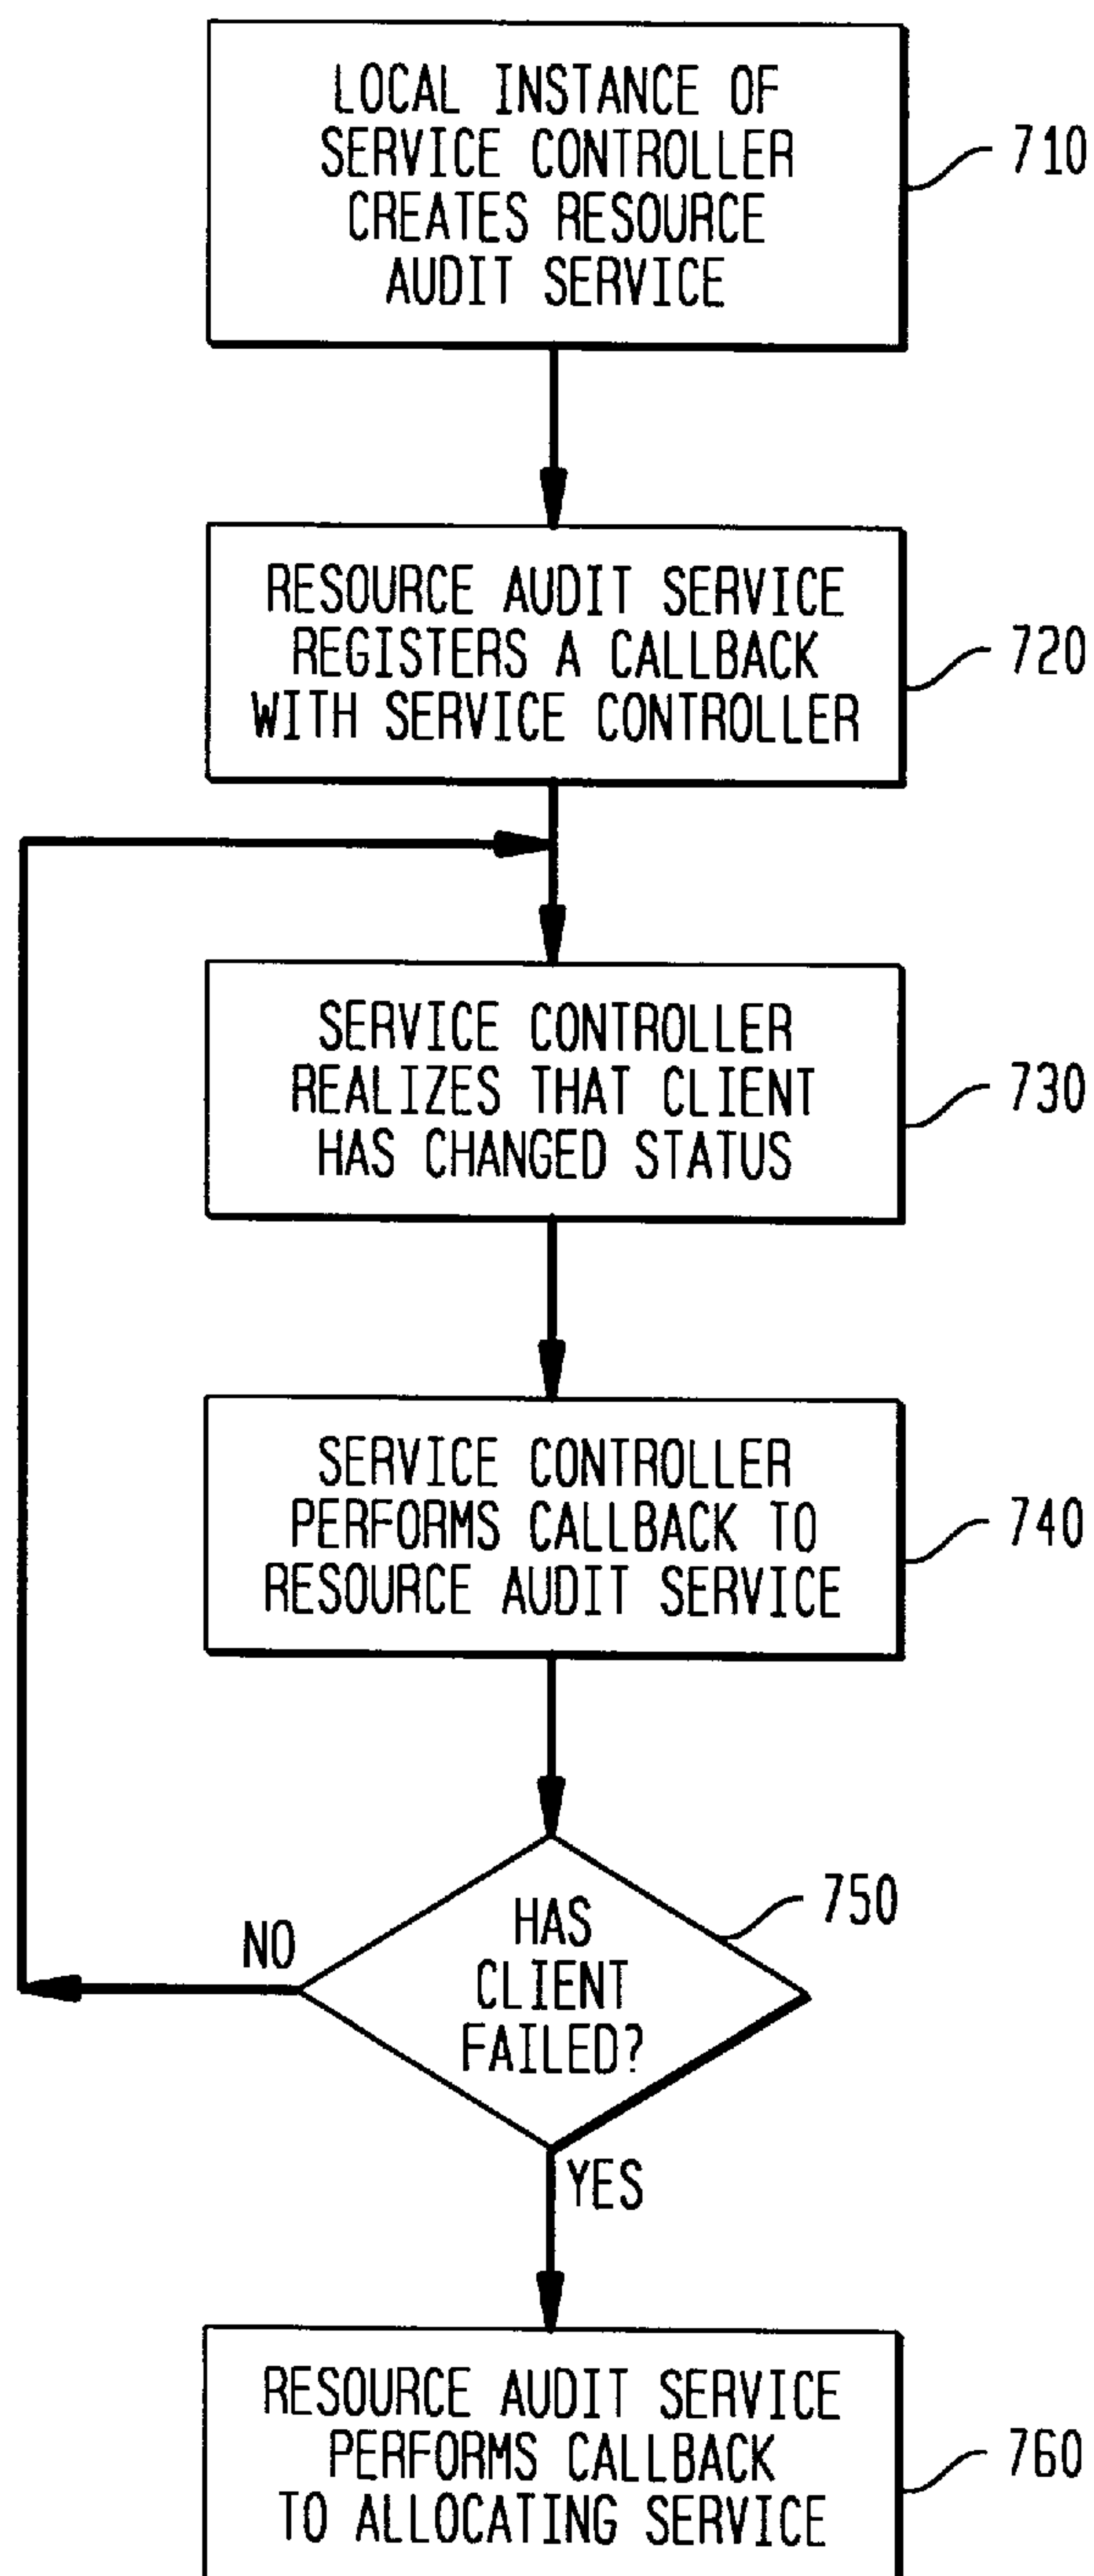 LOCAL INSTANCE OF
SERVICE CONTROLLER
CREATES RESOURCE
AUDIT SERVICE
710
RESOURCE AUDIT SERVICE
REGISTERS A CALLBACK
WITH SERVICE CONTROLLER
720
SERVICE CONTROLLER
REALIZES THAT CLIENT
HAS CHANGED STATUS
730
SERVICE CONTROLLER
PERFORMS CALLBACK TO
RESOURCE AUDIT SERVICE
740
HAS
CLIENT
FAILED?
750
NO
YES
RESOURCE AUDIT SERVICE
PERFORMS CALLBACK
TO ALLOCATING SERVICE
760